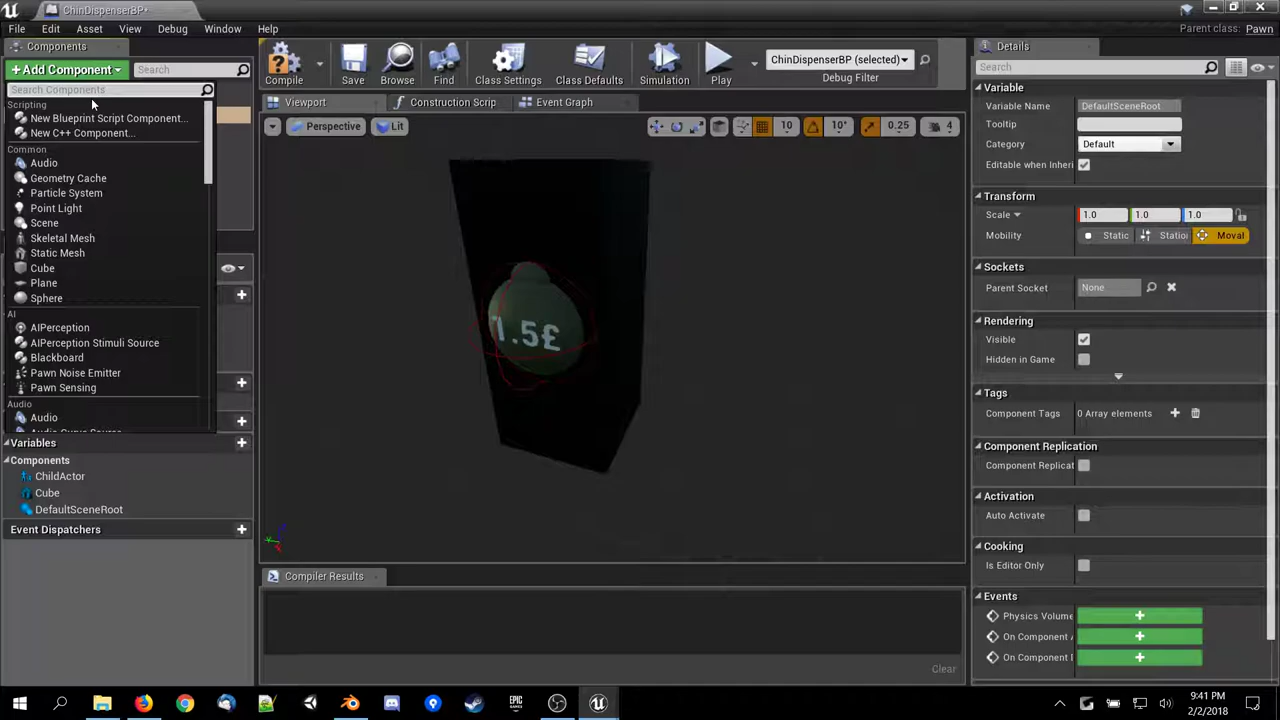 ChinDispenserBP•
File Edit Asset View Debug Window Help
Parent class: Pawn
Components
Details
+Add Component
Search
Compile
Save
Browse
Find
Class Settings
Class Defaults
Simulation
Play
ChinDispenserBP (selected)
Debug Filter
Search
Search Components
Viewport
Construction Script
Event Graph
Scripting
New Blueprint Script Component...
New C++ Component...
Common
Audio
Geometry Cache
Particle System
Point Light
Scene
Skeletal Mesh
Static Mesh
Cube
Plane
Sphere
AI
AIPerception
AIPerception Stimuli Source
Blackboard
Pawn Noise Emitter
Pawn Sensing
Audio
Audio
Variables
Components
ChildActor
Cube
DefaultSceneRoot
Event Dispatchers
Perspective
Lit
10
10°
0.25
4
1.5£
Compiler Results
Clear
Variable
Variable Name DefaultSceneRoot
Tooltip
Category Default
Editable when Inheri
Transform
Scale 1.0 1.0 1.0
Mobility Static Station Moval
Sockets
Parent Socket None
Rendering
Visible
Hidden in Game
Tags
Component Tags 0 Array elements
Component Replication
Component Replicat
Activation
Auto Activate
Cooking
Is Editor Only
Events
Physics Volume
On Component
On Component
EPIC
GAMES
9:41 PM
2/2/2018